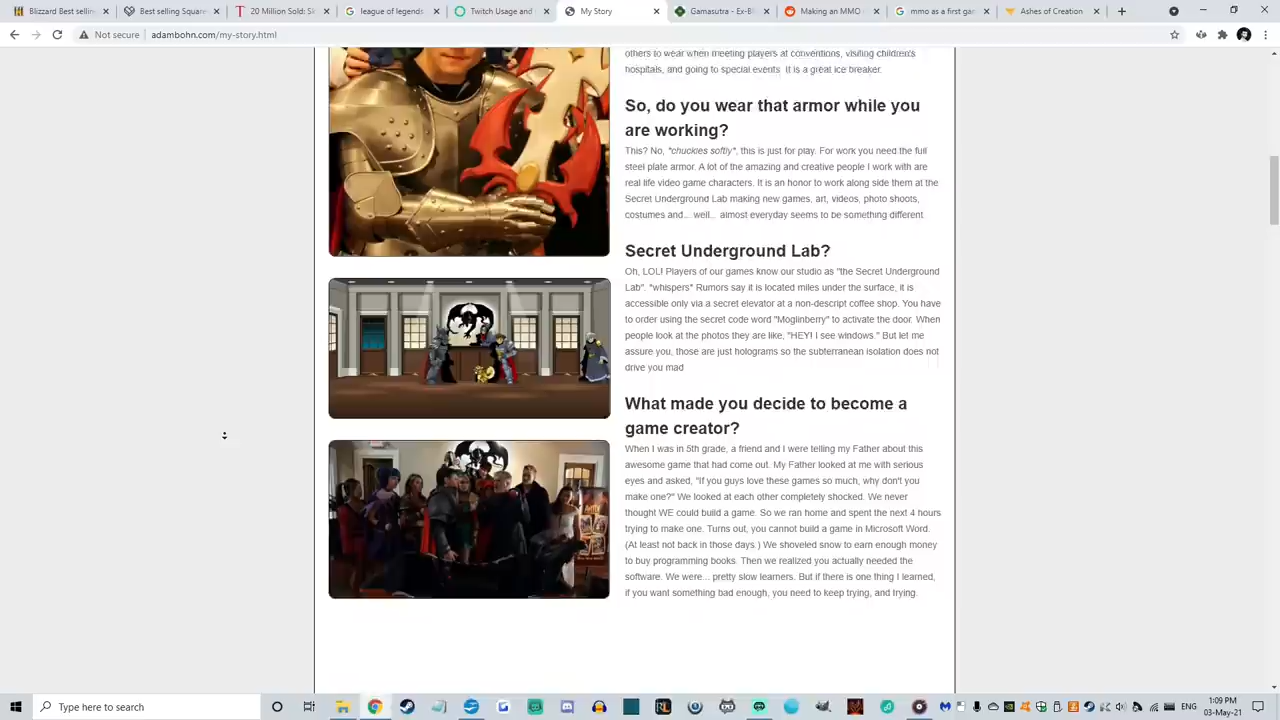 Blizzard Best selling
Best selling Square
20 Million Sold: S
league of legends
Twitch Usage and
My Story
Gamasutra - Ex-Bl
Making an MMO
mmo as a first ga
Ashes of Creation
Not secure
adambohn.com/my-story.html
others to wear when meeting players at conventions, visiting children's
hospitals, and going to special events. It is a great ice breaker.
So, do you wear that armor while you
are working?
This? No, *chuckles softly*, this is just for play. For work you need the full
steel plate armor. A lot of the amazing and creative people I work with are
real life video game characters. It is an honor to work along side them at the
Secret Underground Lab making new games, art, videos, photo shoots,
costumes and... well... almost everyday seems to be something different.
Secret Underground Lab?
Oh, LOL! Players of our games know our studio as "the Secret Underground
Lab". *whispers* Rumors say it is located miles under the surface, it is
accessible only via a secret elevator at a non-descript coffee shop. You have
to order using the secret code word "Moglinberry" to activate the door. When
people look at the photos they are like, "HEY! I see windows." But let me
assure you, those are just holograms so the subterranean isolation does not
drive you mad
What made you decide to become a
game creator?
When I was in 5th grade, a friend and I were telling my Father about this
awesome game that had come out. My Father looked at me with serious
eyes and asked, "If you guys love these games so much, why don't you
make one?" We looked at each other completely shocked. We never
thought WE could build a game. So we ran home and spent the next 4 hours
trying to make one. Turns out, you cannot build a game in Microsoft Word.
(At least not back in those days.) We shoveled snow to earn enough money
to buy programming books. Then we realized you actually needed the
software. We were... pretty slow learners. But if there is one thing I learned,
if you want something bad enough, you need to keep trying, and trying.
Type here to search
ENG
1:09 PM
03-May-21